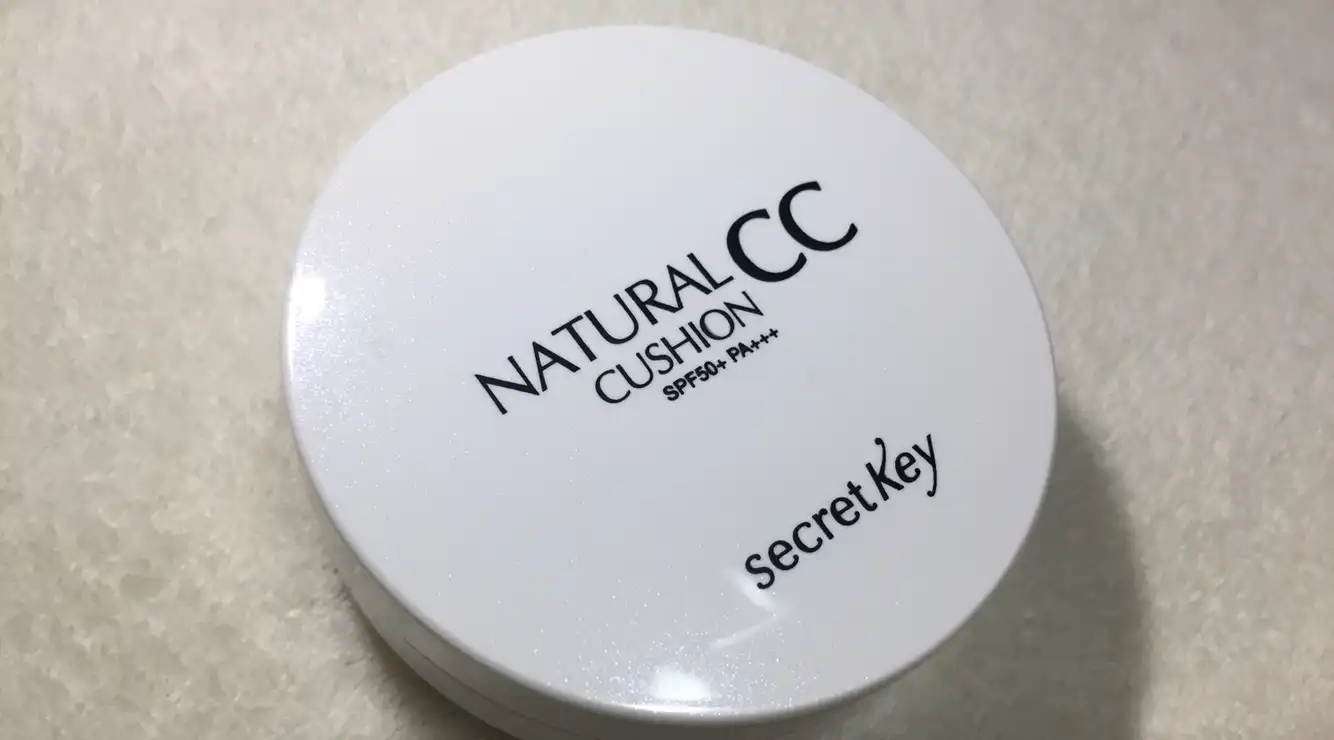 NATURAL CC
CUSHION
SPF50+ PA+++
secret Key